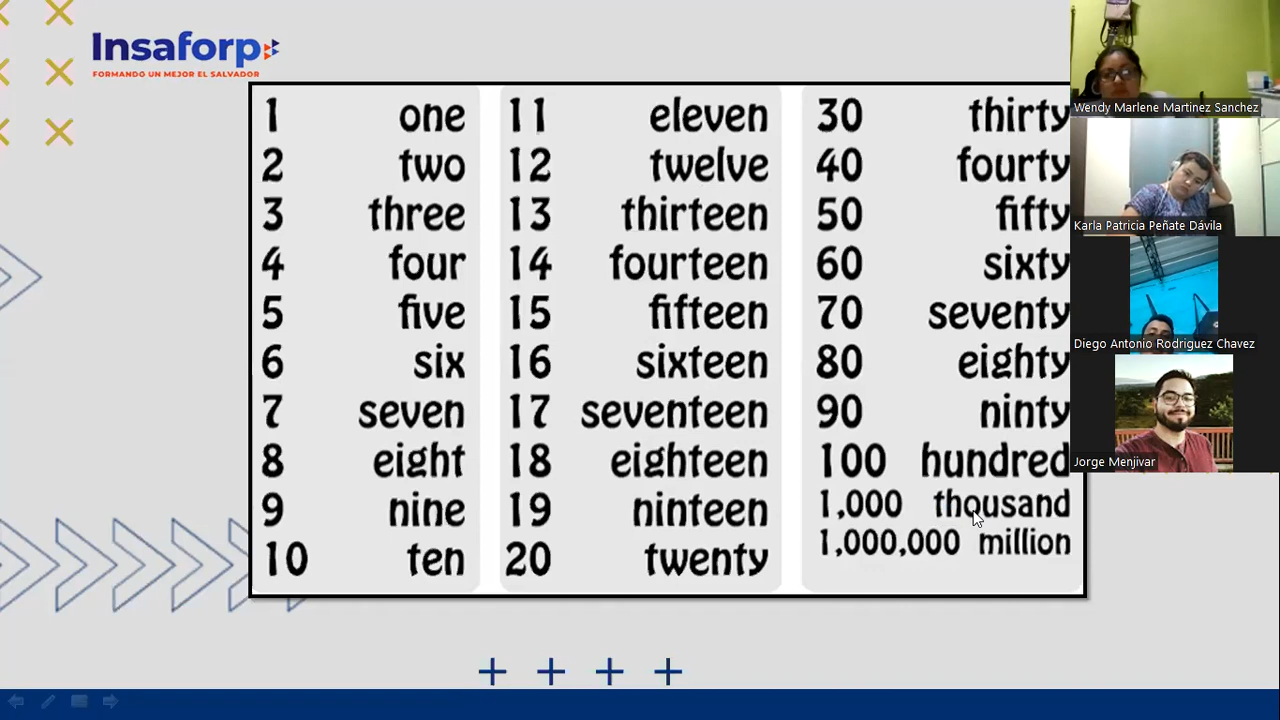 Insaforp
FORMANDO UN MEJOR EL SALVADOR
1 one
2 two
3 three
4 four
5 five
6 six
7 seven
8 eight
9 nine
10 ten
11 eleven
12 twelve
13 thirteen
14 fourteen
15 fifteen
16 sixteen
17 seventeen
18 eighteen
19 ninteen
20 twenty
30 thirty
40 fourty
50 fifty
60 sixty
70 seventy
80 eighty
90 ninty
100 hundred
1,000 thousand
1,000,000 million
Wendy Marlene Martinez Sanchez
Karla Patricia Peñate Dávila
Diego Antonio Rodriguez Chavez
Jorge Menjivar